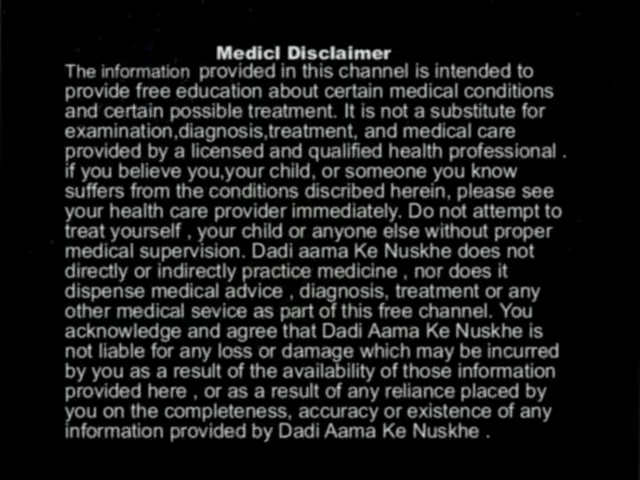 Medicl Disclaimer
The information provided in this channel is intended to
provide free education about certain medical conditions
and certain possible treatment. It is not a substitute for
examination,diagnosis,treatment, and medical care
provided by a licensed and qualified health professional .
if you believe you,your child, or someone you know
suffers from the conditions discribed herein, please see
your health care provider immediately. Do not attempt to
treat yourself , your child or anyone else without proper
medical supervision. Dadi aama Ke Nuskhe does not
directly or indirectly practice medicine , nor does it
dispense medical advice , diagnosis, treatment or any
other medical sevice as part of this free channel. You
acknowledge and agree that Dadi Aama Ke Nuskhe is
not liable for any loss or damage which may be incurred
by you as a result of the availability of those information
provided here , or as a result of any reliance placed by
you on the completeness, accuracy or existence of any
information provided by Dadi Aama Ke Nuskhe .